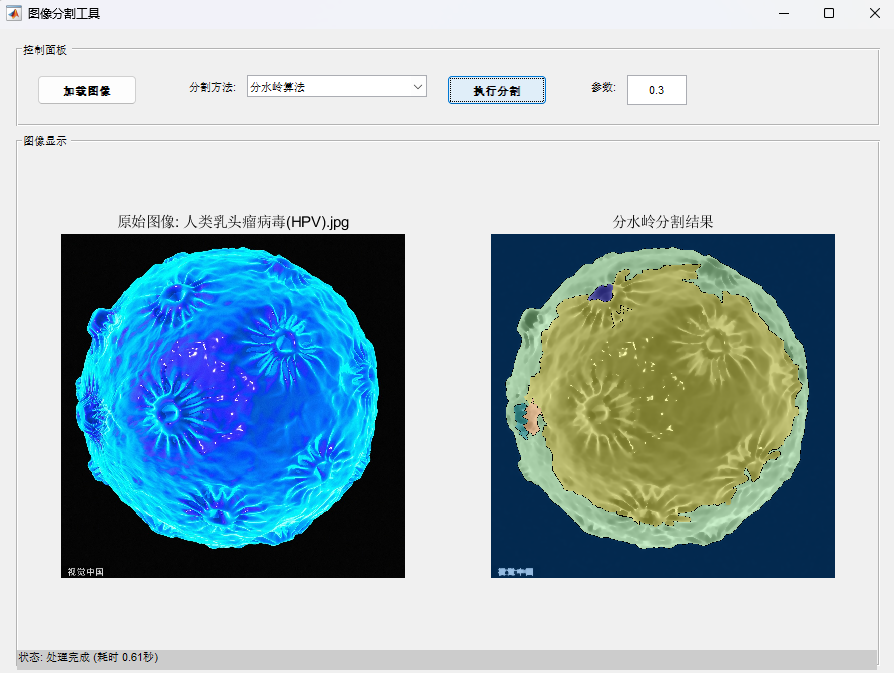 图像分割工具
控制面板
加载图像
分割方法:
分水岭算法
执行分割
参数:
0.3
图像显示
原始图像: 人类乳头瘤病毒(HPV).jpg
分水岭分割结果
视觉中国
视觉中国
状态: 处理完成 (耗时 0.61秒)